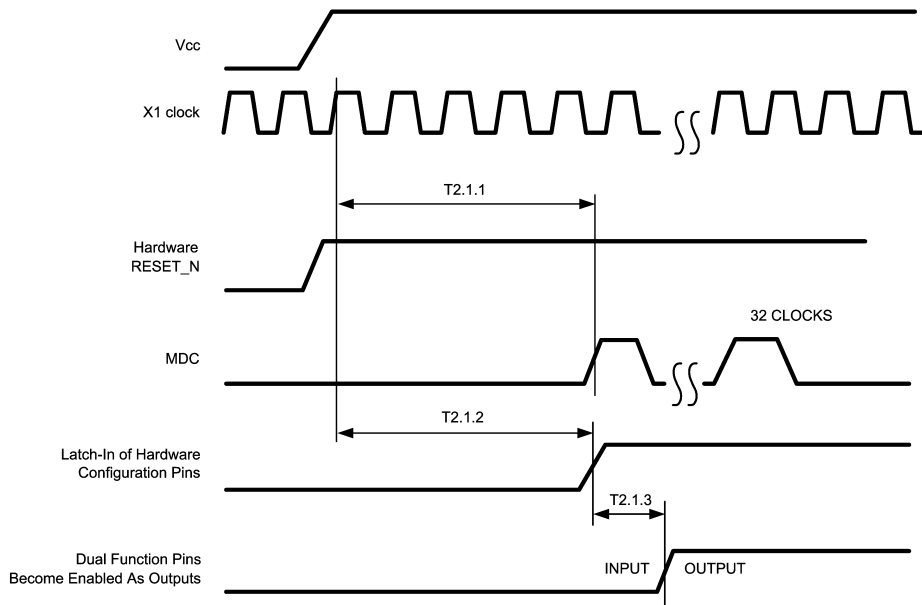 Vcc
X1 clock
T2.1.1
Hardware
RESET_N
32 CLOCKS
MDC
T2.1.2
Latch-In of Hardware
Configuration Pins
T2.1.3
Dual Function Pins
Become Enabled As Outputs
INPUT
OUTPUT